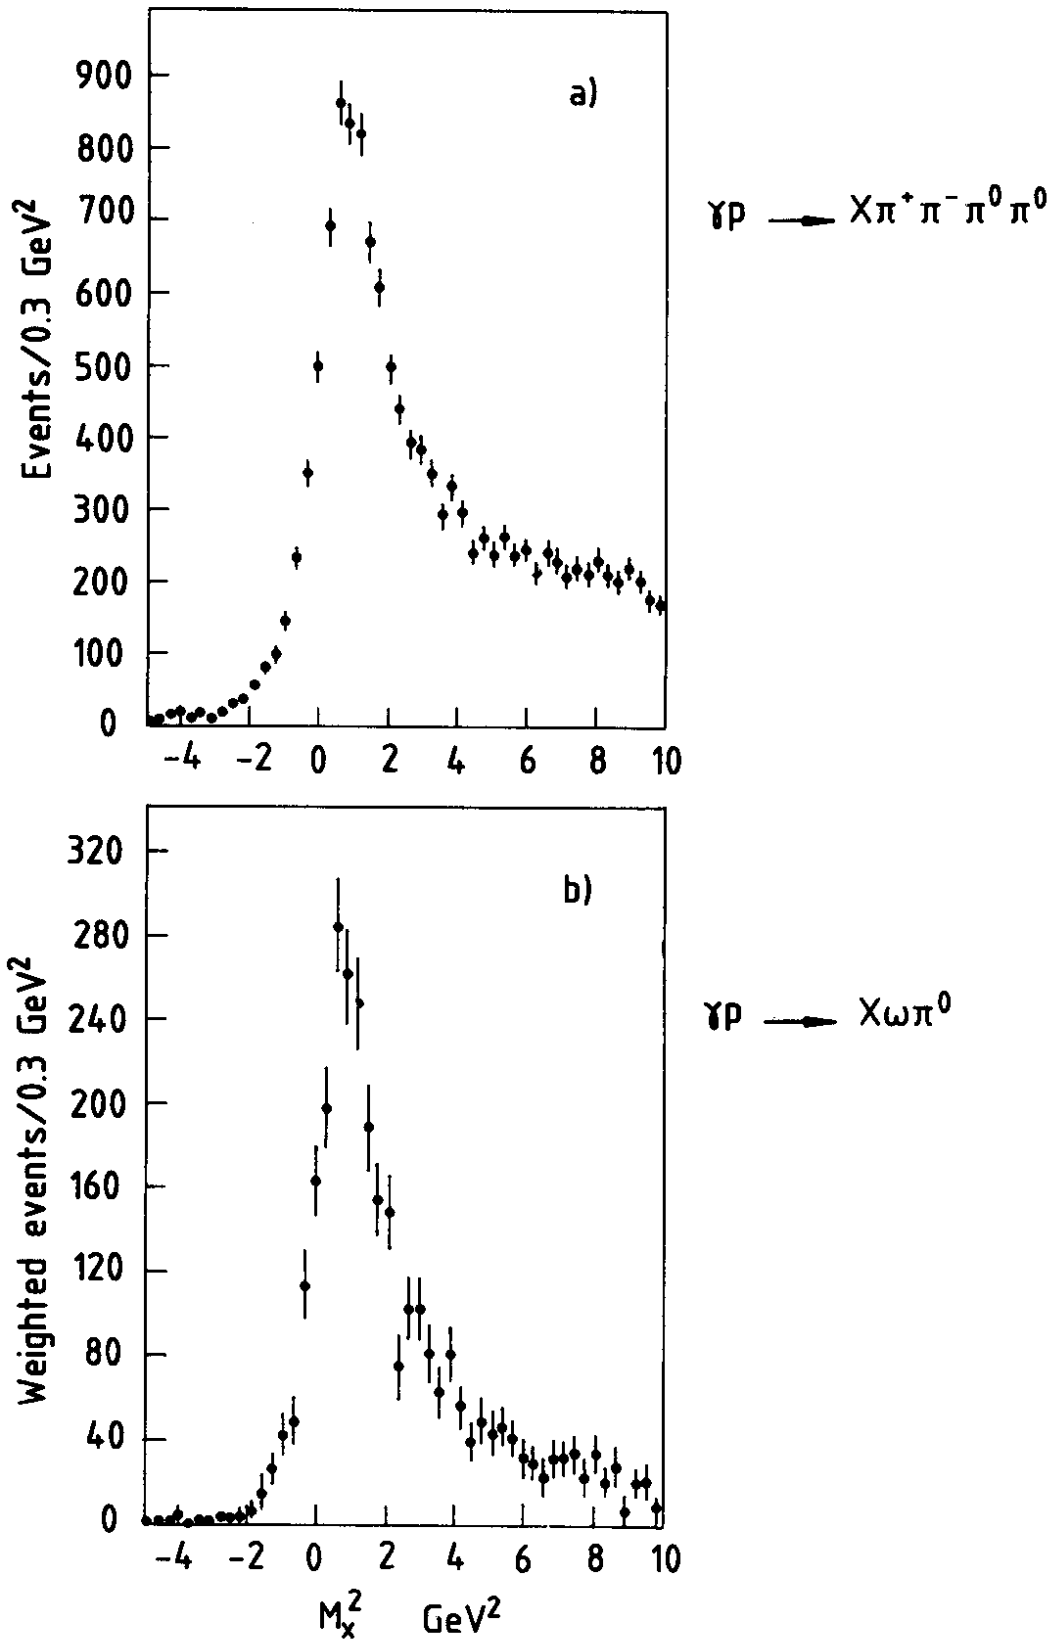 900
800
700
600
500
400
300
200
100
0
Events/0.3 GeV²
a)
γp → Xπ⁺π⁻π⁰π⁰
-4 -2 0 2 4 6 8 10
320
280
240
200
160
120
80
40
0
Weighted events/0.3 GeV²
b)
γp → Xωπ⁰
-4 -2 0 2 4 6 8 10
Mₓ² GeV²